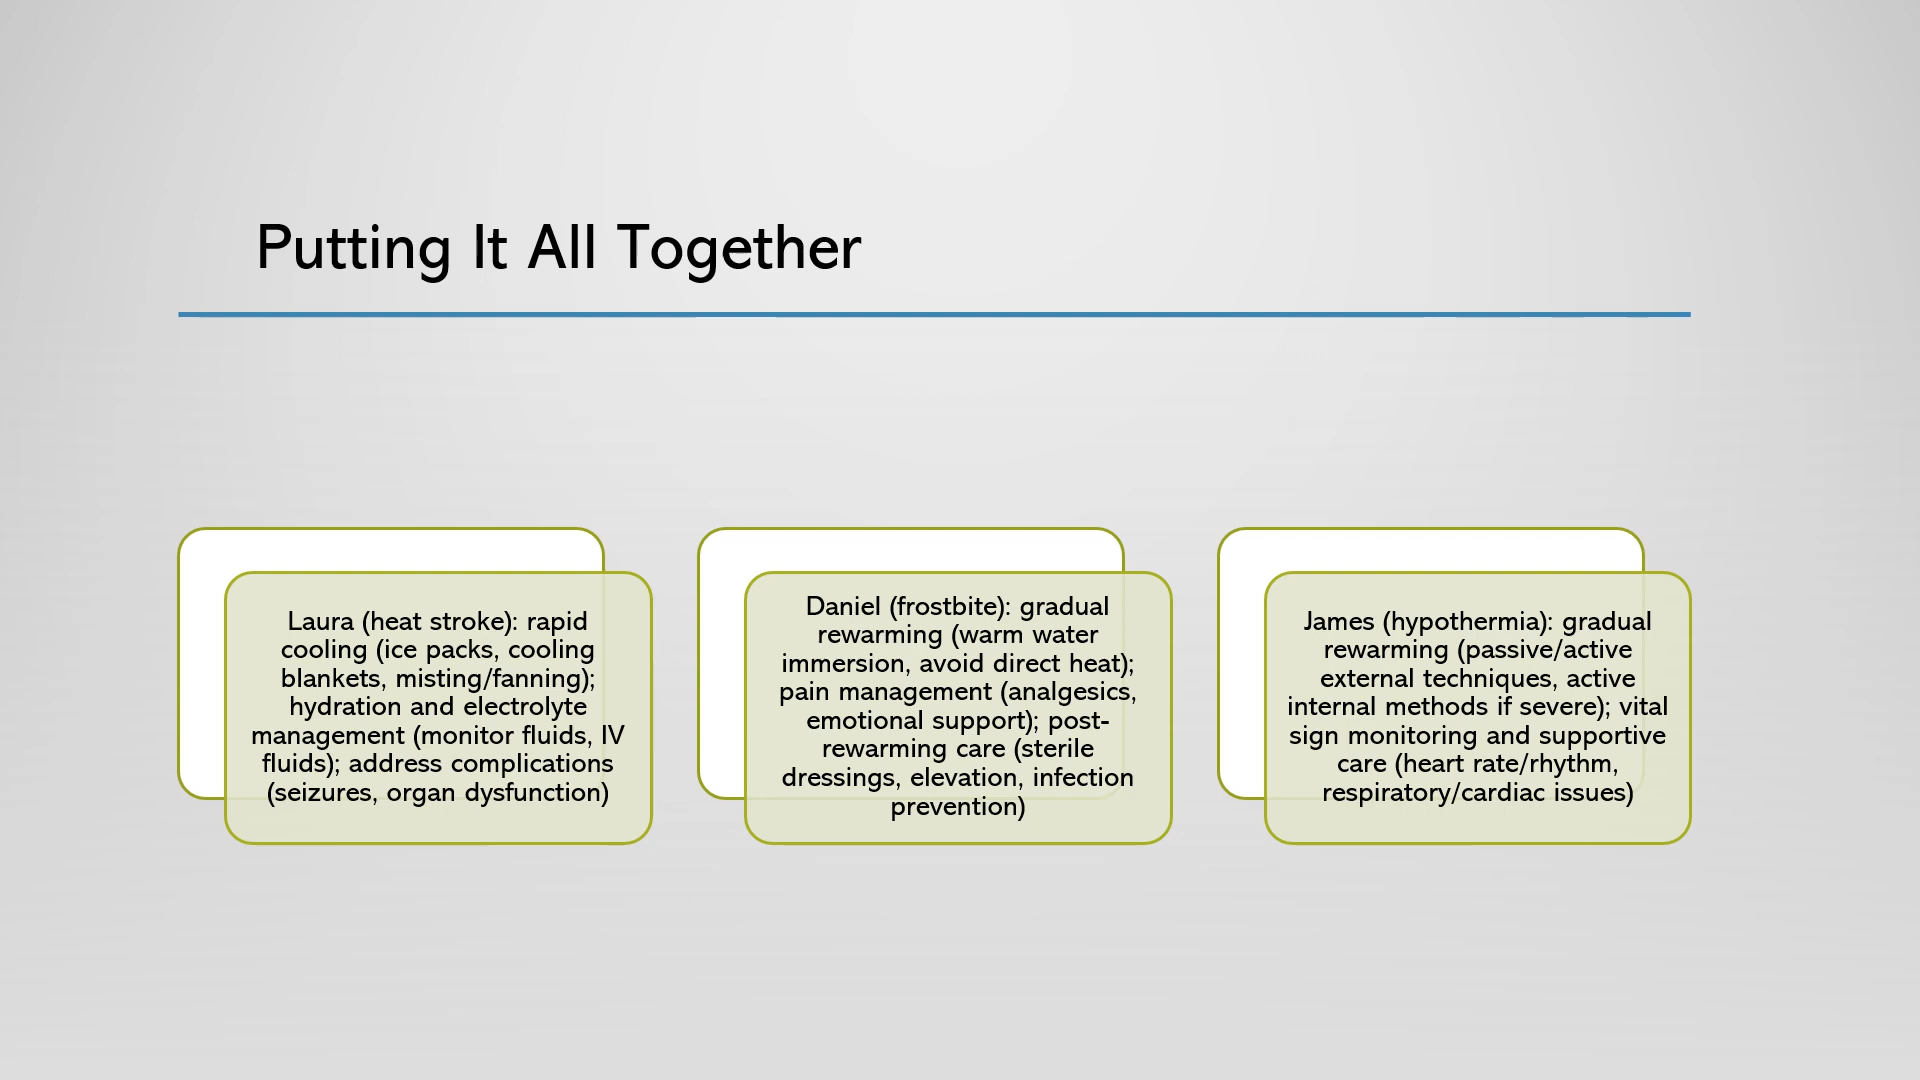 Putting It All Together
Laura (heat stroke): rapid
cooling (ice packs, cooling
blankets, misting/fanning);
hydration and electrolyte
management (monitor fluids, IV
fluids); address complications
(seizures, organ dysfunction)
Daniel (frostbite): gradual
rewarming (warm water
immersion, avoid direct heat);
pain management (analgesics,
emotional support); post-
rewarming care (sterile
dressings, elevation, infection
prevention)
James (hypothermia): gradual
rewarming (passive/active
external techniques, active
internal methods if severe); vital
sign monitoring and supportive
care (heart rate/rhythm,
respiratory/cardiac issues)